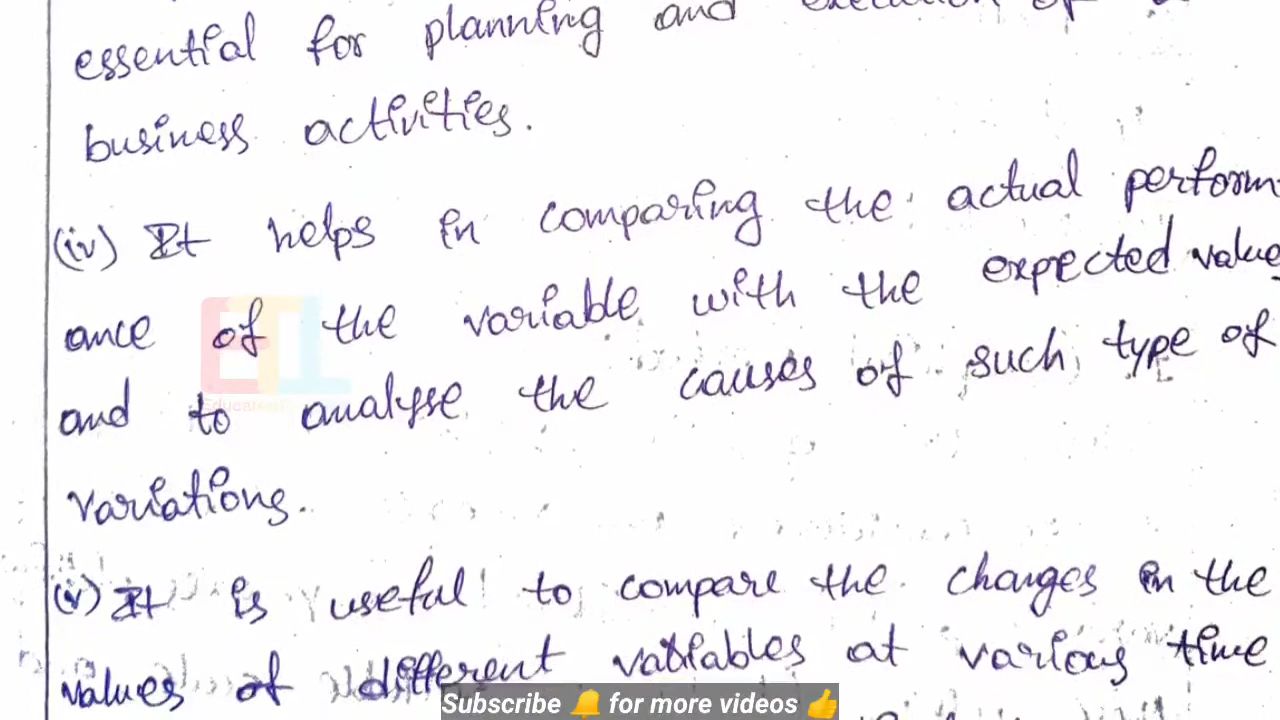 essential for planning and
business activities.
(iv) It helps in comparing the actual perform-
ance of the variable with the expected value
and to analyse the causes of such type of
variations.
(v) It is useful to compare the changes in the
values of different variables at various time
Subscribe 🔔 for more videos 👍